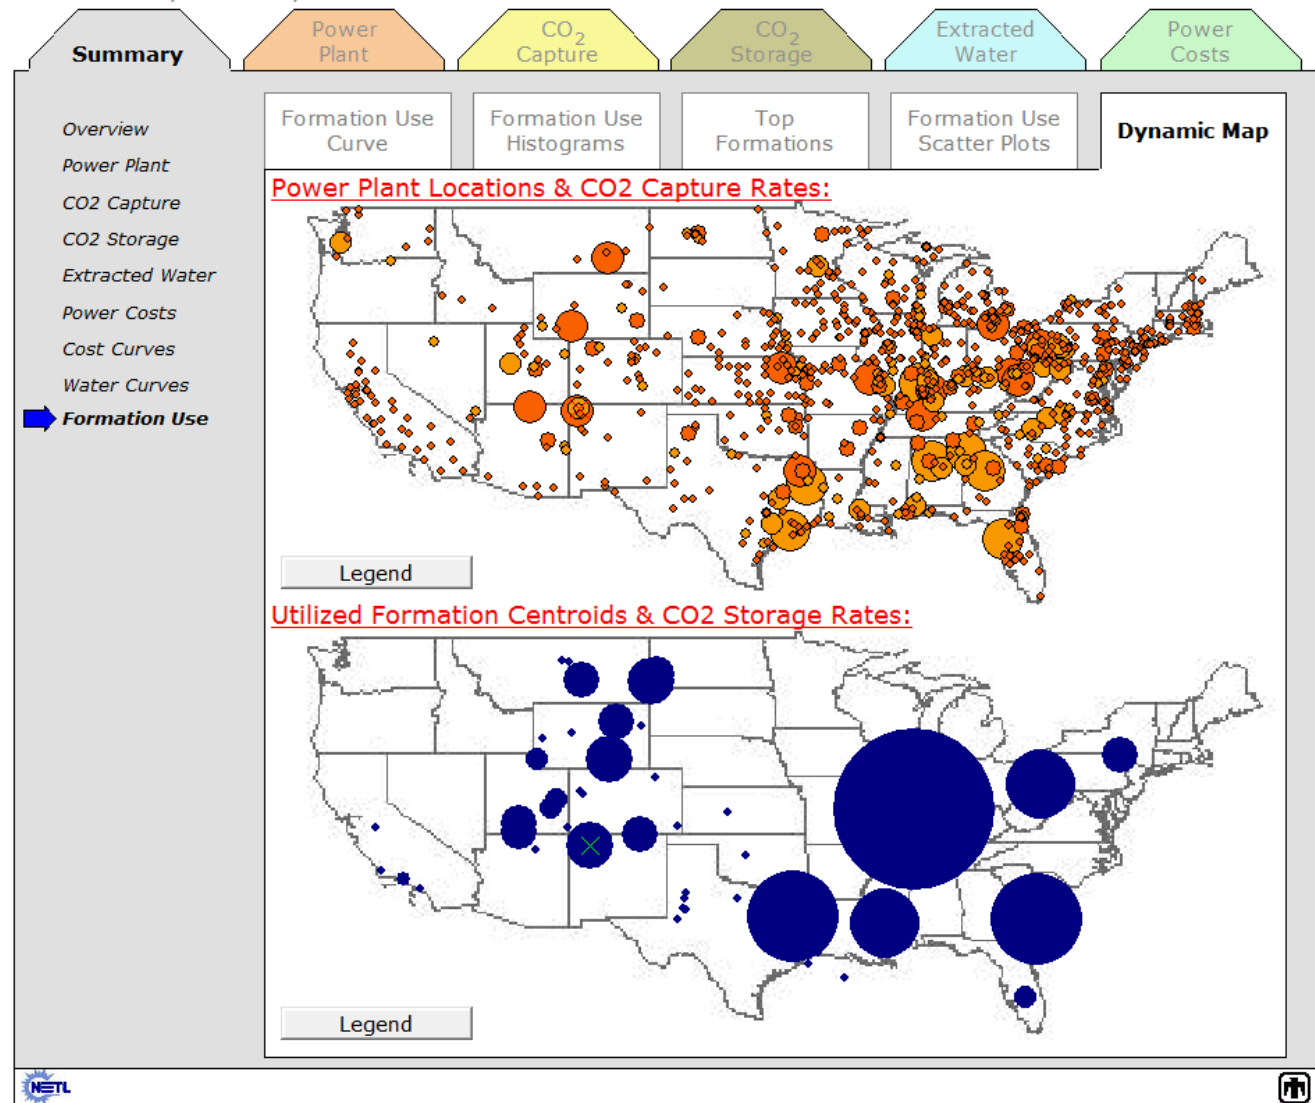 Summary
Power
Plant
CO2
Capture
CO2
Storage
Extracted
Water
Power
Costs
Overview
Power Plant
CO2 Capture
CO2 Storage
Extracted Water
Power Costs
Cost Curves
Water Curves
Formation Use
Formation Use
Curve
Formation Use
Histograms
Top
Formations
Formation Use
Scatter Plots
Dynamic Map
Power Plant Locations & CO2 Capture Rates:
Legend
Utilized Formation Centroids & CO2 Storage Rates:
Legend
NETL